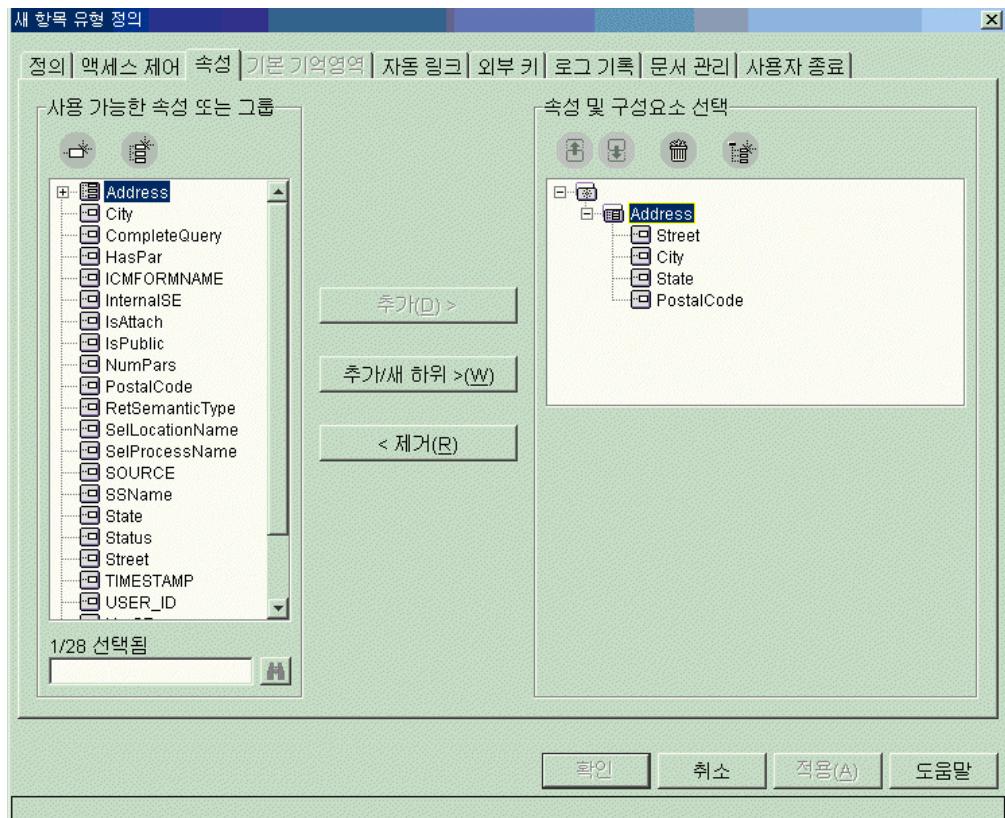 새 항목 유형 정의
정의 액세스 제어 속성 기본 기억영역 자동 링크 외부 키 로그 기록 문서 관리 사용자 종료
사용 가능한 속성 또는 그룹
Address
City
CompleteQuery
HasPar
ICMFORMNAME
InternalSE
IsAttach
IsPublic
NumPars
PostalCode
RetSemanticType
SelLocationName
SelProcessName
SOURCE
SSName
State
Status
Street
TIMESTAMP
USER_ID
1/28 선택됨
추가(D) >
추가/새 하위 >(W)
< 제거(R)
속성 및 구성요소 선택
Address
Street
City
State
PostalCode
확인 취소 적용(A) 도움말